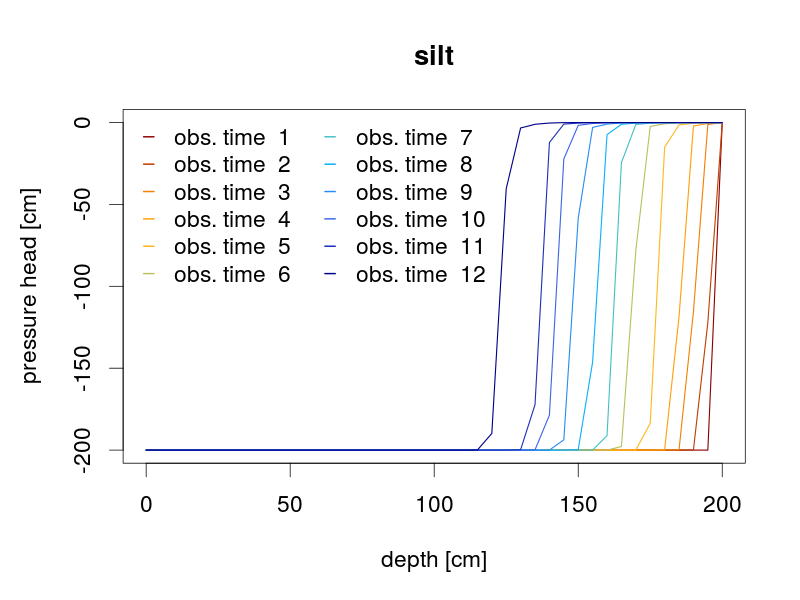 silt
pressure head [cm]
0
-50
-100
-150
-200
obs. time 1
obs. time 2
obs. time 3
obs. time 4
obs. time 5
obs. time 6
obs. time 7
obs. time 8
obs. time 9
obs. time 10
obs. time 11
obs. time 12
0 50 100 150 200
depth [cm]